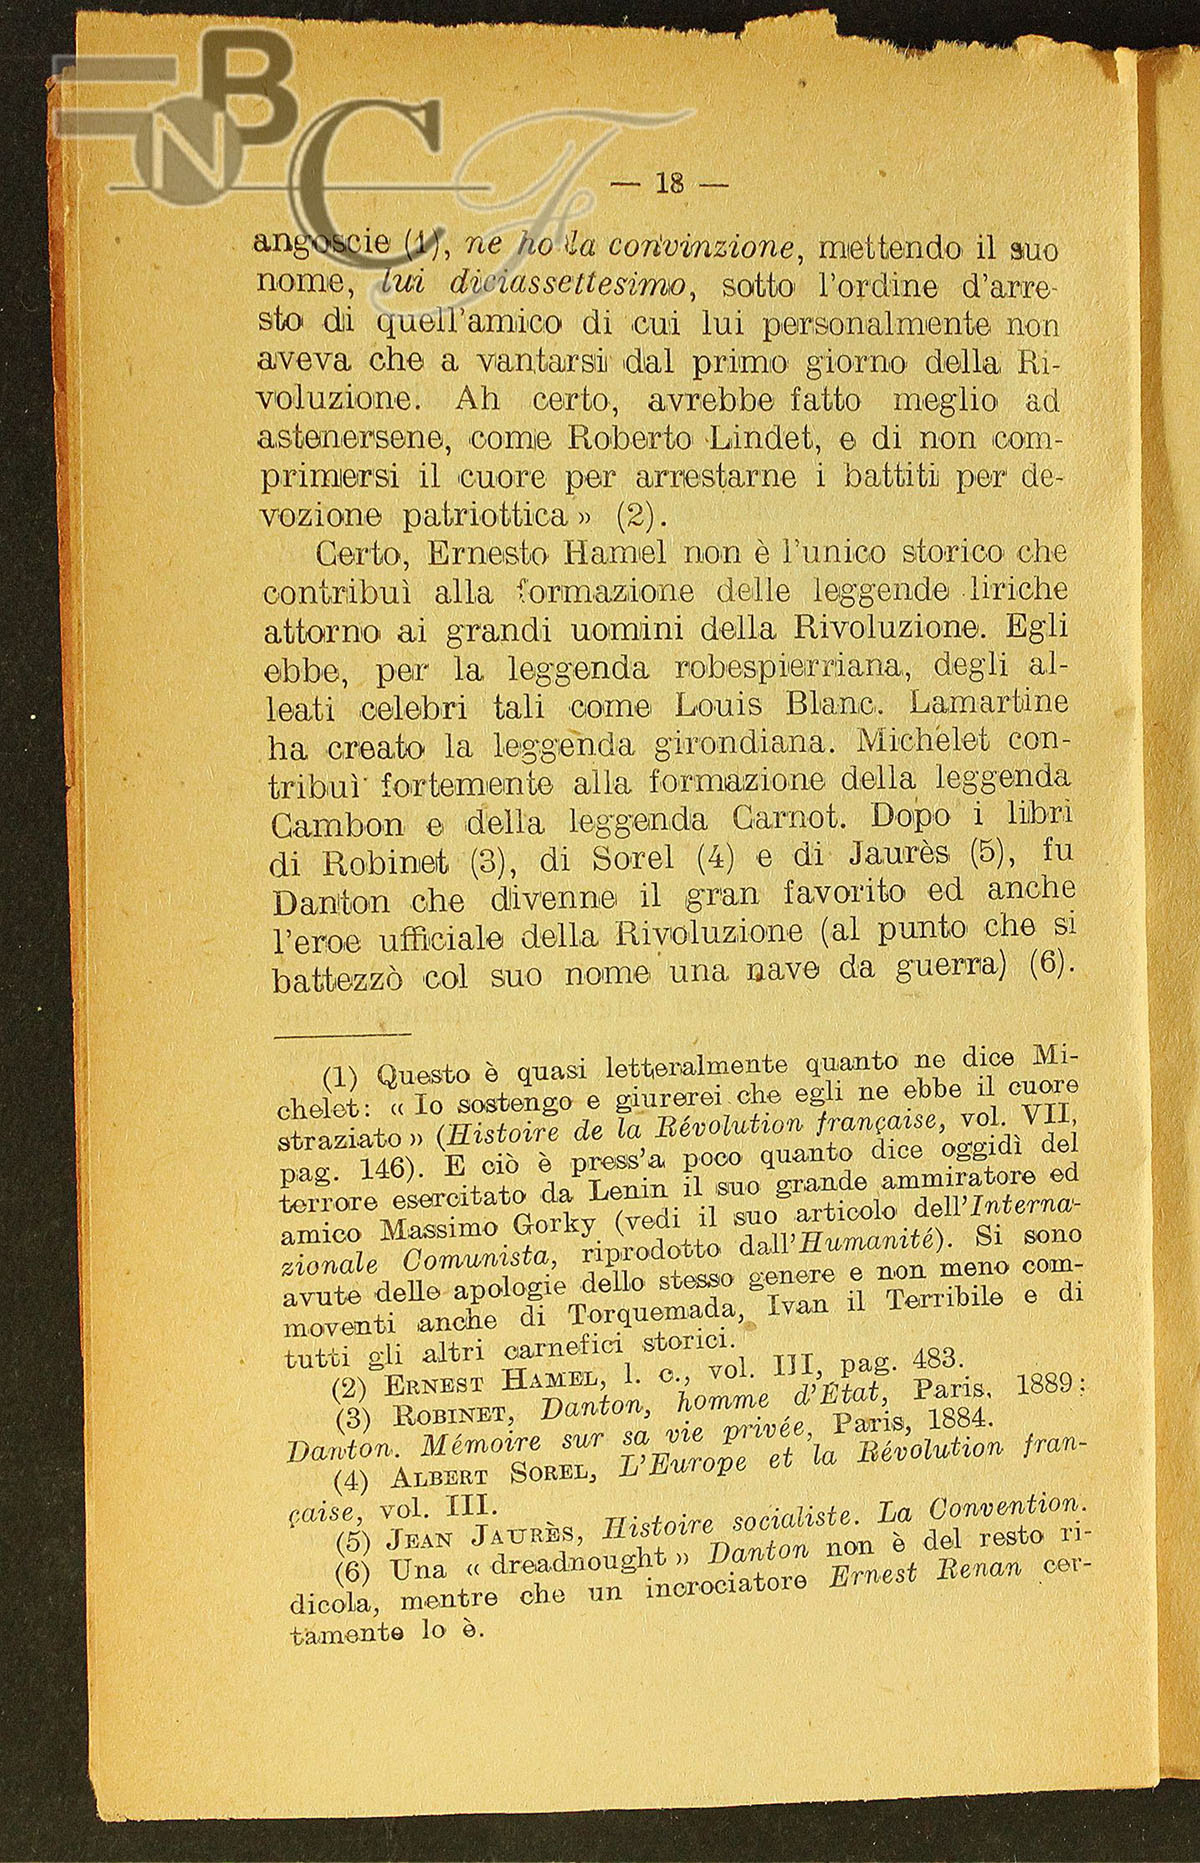 NBCF
— 18 —
angoscie (1), ne ho la convinzione, mettendo il suo
nome, lui diciassettesimo, sotto l'ordine d'arre-
sto di quell'amico di cui lui personalmente non
aveva che a vantarsi dal primo giorno della Ri-
voluzione. Ah certo, avrebbe fatto meglio ad
astenersene, come Roberto Lindet, e di non com-
primersi il cuore per arrestarne i battiti per de-
vozione patriottica» (2).
Certo, Ernesto Hamel non è l'unico storico che
contribuì alla formazione delle leggende liriche
attorno ai grandi uomini della Rivoluzione. Egli
ebbe, per la leggenda robespierriana, degli al-
leati celebri tali come Louis Blanc. Lamartine
ha creato la leggenda girondiana. Michelet con-
tribuì fortemente alla formazione della leggenda
Cambon e della leggenda Carnot. Dopo i libri
di Robinet (3), di Sorel (4) e di Jaurès (5), fu
Danton che divenne il gran favorito ed anche
l'eroe ufficiale della Rivoluzione (al punto che si
battezzò col suo nome una nave da guerra) (6).
(1) Questo è quasi letteralmente quanto ne dice Mi-
chelet: «Io sostengo e giurerei che egli ne ebbe il cuore
straziato» (Histoire de la Révolution française, vol. VII,
pag. 146). E ciò è press'a poco quanto dice oggidì del
terrore esercitato da Lenin il suo grande ammiratore ed
amico Massimo Gorky (vedi il suo articolo dell'Interna-
zionale Comunista, riprodotto dall'Humanité). Si sono
avute delle apologie dello stesso genere e non meno com-
moventi anche di Torquemada, Ivan il Terribile e di
tutti gli altri carnefici storici.
(2) ERNEST HAMEL, l. c., vol. III, pag. 483.
(3) ROBINET, Danton, homme d'État, Paris, 1889:
Danton. Mémoire sur sa vie privée, Paris, 1884.
(4) ALBERT SOREL, L'Europe et la Révolution fran-
çaise, vol. III.
(5) JEAN JAURÈS, Histoire socialiste. La Convention.
(6) Una «dreadnought» Danton non è del resto ri-
dicola, mentre che un incrociatore Ernest Renan cer-
tamente lo è.